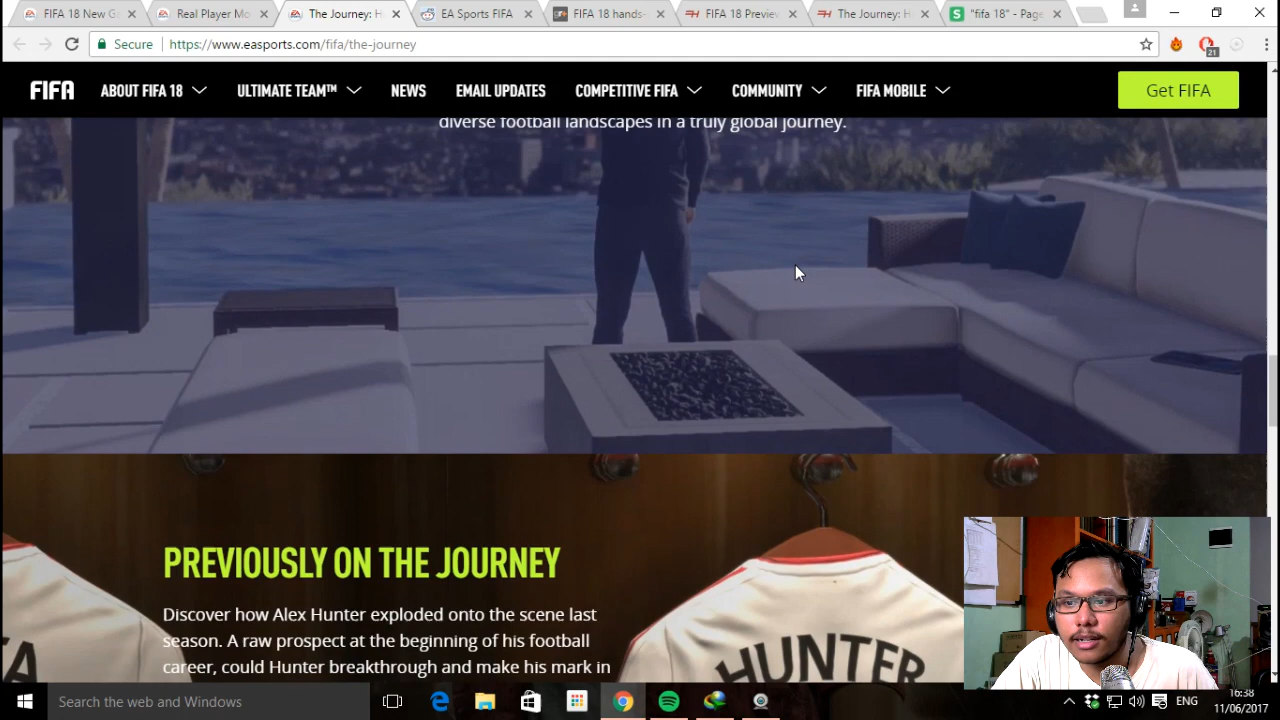 FIFA 18 New Ga
Real Player Mo
The Journey: H
EA Sports FIFA
FIFA 18 hands-
FIFA 18 Preview
The Journey: H
"fifa 18" - Page
Secure
https://www.easports.com/fifa/the-journey
21
FIFA
ABOUT FIFA 18
ULTIMATE TEAM™
NEWS
EMAIL UPDATES
COMPETITIVE FIFA
COMMUNITY
FIFA MOBILE
Get FIFA
diverse football landscapes in a truly global journey.
PREVIOUSLY ON THE JOURNEY
Discover how Alex Hunter exploded onto the scene last
season. A raw prospect at the beginning of his football
career, could Hunter breakthrough and make his mark in
HUNTER
Search the web and Windows
ENG
16:38
11/06/2017